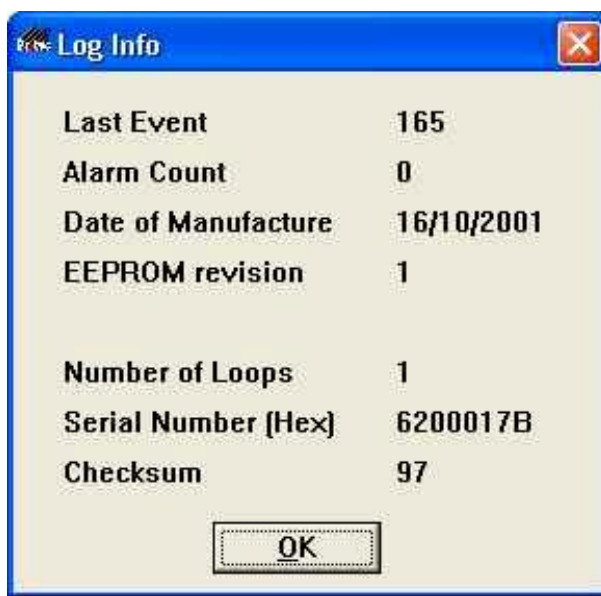 Log Info
Last Event 165
Alarm Count 0
Date of Manufacture 16/10/2001
EEPROM revision 1
Number of Loops 1
Serial Number (Hex) 6200017B
Checksum 97
OK